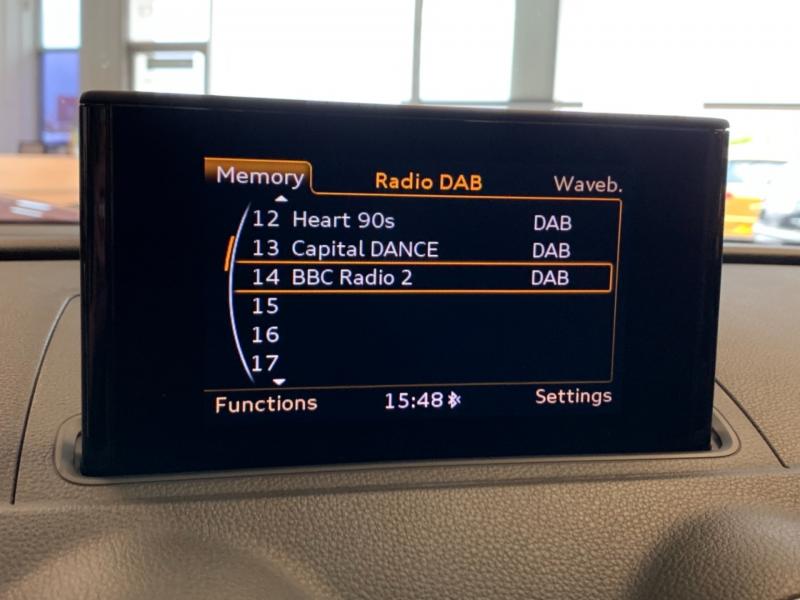 Memory Radio DAB Waveb.
12 Heart 90s DAB
13 Capital DANCE DAB
14 BBC Radio 2 DAB
15
16
17
Functions 15:48 Settings